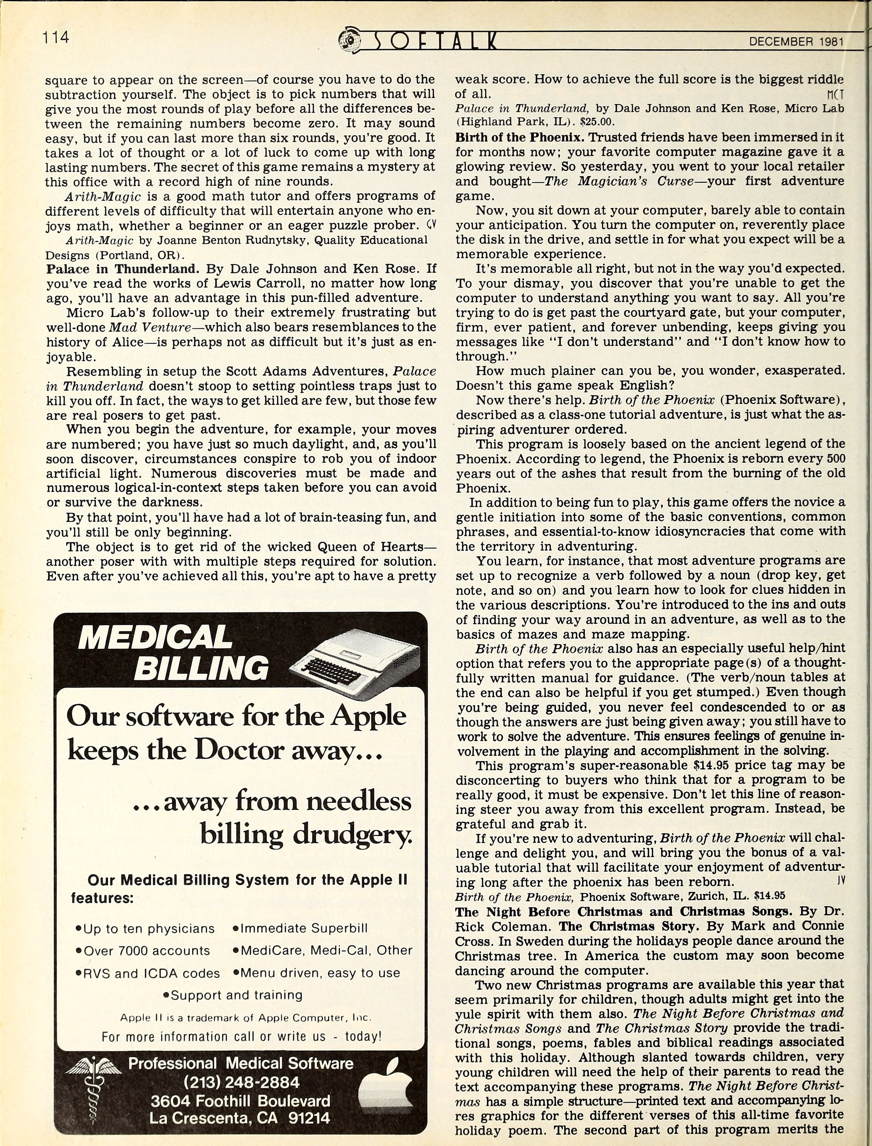 114
SOFTALK
DECEMBER 1981
square to appear on the screen—of course you have to do the
subtraction yourself. The object is to pick numbers that will
give you the most rounds of play before all the differences be-
tween the remaining numbers become zero. It may sound
easy, but if you can last more than six rounds, you're good. It
takes a lot of thought or a lot of luck to come up with long
lasting numbers. The secret of this game remains a mystery at
this office with a record high of nine rounds.
Arith-Magic is a good math tutor and offers programs of
different levels of difficulty that will entertain anyone who en-
joys math, whether a beginner or an eager puzzle prober. CV
Arith-Magic by Joanne Benton Rudnytsky, Quality Educational
Designs (Portland, OR).
Palace in Thunderland. By Dale Johnson and Ken Rose. If
you've read the works of Lewis Carroll, no matter how long
ago, you'll have an advantage in this pun-filled adventure.
Micro Lab's follow-up to their extremely frustrating but
well-done Mad Venture—which also bears resemblances to the
history of Alice—is perhaps not as difficult but it's just as en-
joyable.
Resembling in setup the Scott Adams Adventures, Palace
in Thunderland doesn't stoop to setting pointless traps just to
kill you off. In fact, the ways to get killed are few, but those few
are real posers to get past.
When you begin the adventure, for example, your moves
are numbered; you have just so much daylight, and, as you'll
soon discover, circumstances conspire to rob you of indoor
artificial light. Numerous discoveries must be made and
numerous logical-in-context steps taken before you can avoid
or survive the darkness.
By that point, you'll have had a lot of brain-teasing fun, and
you'll still be only beginning.
The object is to get rid of the wicked Queen of Hearts—
another poser with with multiple steps required for solution.
Even after you've achieved all this, you're apt to have a pretty
MEDICAL
BILLING
Our software for the Apple
keeps the Doctor away...
...away from needless
billing drudgery.
Our Medical Billing System for the Apple II
features:
•Up to ten physicians •Immediate Superbill
•Over 7000 accounts •MediCare, Medi-Cal, Other
•RVS and ICDA codes •Menu driven, easy to use
•Support and training
Apple II is a trademark of Apple Computer, Inc.
For more information call or write us - today!
Professional Medical Software
(213) 248-2884
3604 Foothill Boulevard
La Crescenta, CA 91214
weak score. How to achieve the full score is the biggest riddle
of all. MCT
Palace in Thunderland, by Dale Johnson and Ken Rose, Micro Lab
(Highland Park, IL). $25.00.
Birth of the Phoenix. Trusted friends have been immersed in it
for months now; your favorite computer magazine gave it a
glowing review. So yesterday, you went to your local retailer
and bought—The Magician's Curse—your first adventure
game.
Now, you sit down at your computer, barely able to contain
your anticipation. You turn the computer on, reverently place
the disk in the drive, and settle in for what you expect will be a
memorable experience.
It's memorable all right, but not in the way you'd expected.
To your dismay, you discover that you're unable to get the
computer to understand anything you want to say. All you're
trying to do is get past the courtyard gate, but your computer,
firm, ever patient, and forever unbending, keeps giving you
messages like "I don't understand" and "I don't know how to
through."
How much plainer can you be, you wonder, exasperated.
Doesn't this game speak English?
Now there's help. Birth of the Phoenix (Phoenix Software),
described as a class-one tutorial adventure, is just what the as-
piring adventurer ordered.
This program is loosely based on the ancient legend of the
Phoenix. According to legend, the Phoenix is reborn every 500
years out of the ashes that result from the burning of the old
Phoenix.
In addition to being fun to play, this game offers the novice a
gentle initiation into some of the basic conventions, common
phrases, and essential-to-know idiosyncracies that come with
the territory in adventuring.
You learn, for instance, that most adventure programs are
set up to recognize a verb followed by a noun (drop key, get
note, and so on) and you learn how to look for clues hidden in
the various descriptions. You're introduced to the ins and outs
of finding your way around in an adventure, as well as to the
basics of mazes and maze mapping.
Birth of the Phoenix also has an especially useful help/hint
option that refers you to the appropriate page(s) of a thought-
fully written manual for guidance. (The verb/noun tables at
the end can also be helpful if you get stumped.) Even though
you're being guided, you never feel condescended to or as
though the answers are just being given away; you still have to
work to solve the adventure. This ensures feelings of genuine in-
volvement in the playing and accomplishment in the solving.
This program's super-reasonable $14.95 price tag may be
disconcerting to buyers who think that for a program to be
really good, it must be expensive. Don't let this line of reason-
ing steer you away from this excellent program. Instead, be
grateful and grab it.
If you're new to adventuring, Birth of the Phoenix will chal-
lenge and delight you, and will bring you the bonus of a val-
uable tutorial that will facilitate your enjoyment of adventur-
ing long after the phoenix has been reborn. JV
Birth of the Phoenix, Phoenix Software, Zurich, IL. $14.95
The Night Before Christmas and Christmas Songs. By Dr.
Rick Coleman. The Christmas Story. By Mark and Connie
Cross. In Sweden during the holidays people dance around the
Christmas tree. In America the custom may soon become
dancing around the computer.
Two new Christmas programs are available this year that
seem primarily for children, though adults might get into the
yule spirit with them also. The Night Before Christmas and
Christmas Songs and The Christmas Story provide the tradi-
tional songs, poems, fables and biblical readings associated
with this holiday. Although slanted towards children, very
young children will need the help of their parents to read the
text accompanying these programs. The Night Before Christ-
mas has a simple structure—printed text and accompanying lo-
res graphics for the different verses of this all-time favorite
holiday poem. The second part of this program merits the